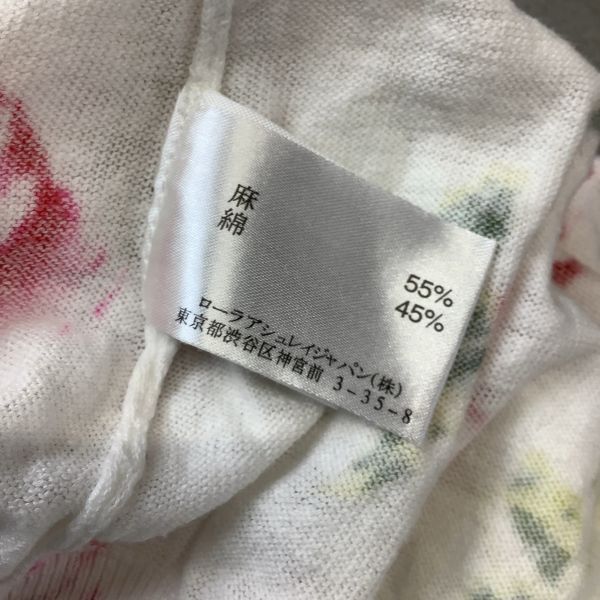 麻 55%
綿 45%
ローラアシュレイジャパン(株)
東京都渋谷区神宮前 3-35-8